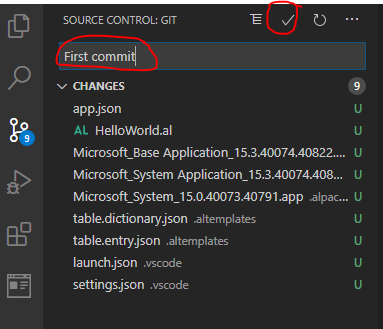 SOURCE CONTROL: GIT
First commit
CHANGES 9
app.json U
AL HelloWorld.al U
Microsoft_Base Application_15.3.40074.40822.... U
Microsoft_System Application_15.3.40074.408... U
Microsoft_System_15.0.40073.40791.app .alpac... U
table.dictionary.json .altemplates U
table.entry.json .altemplates U
launch.json .vscode U
settings.json .vscode U
9